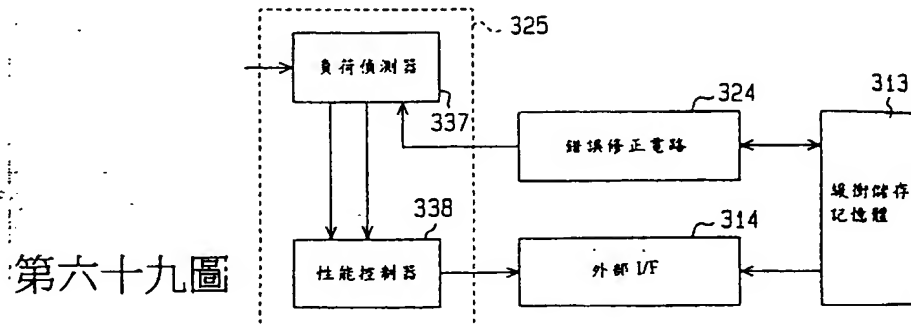 325
負荷偵測器
337
324
錯誤修正電路
313
緩衝儲存
記憶體
338
性能控制器
314
外部 I/F
第六十九圖